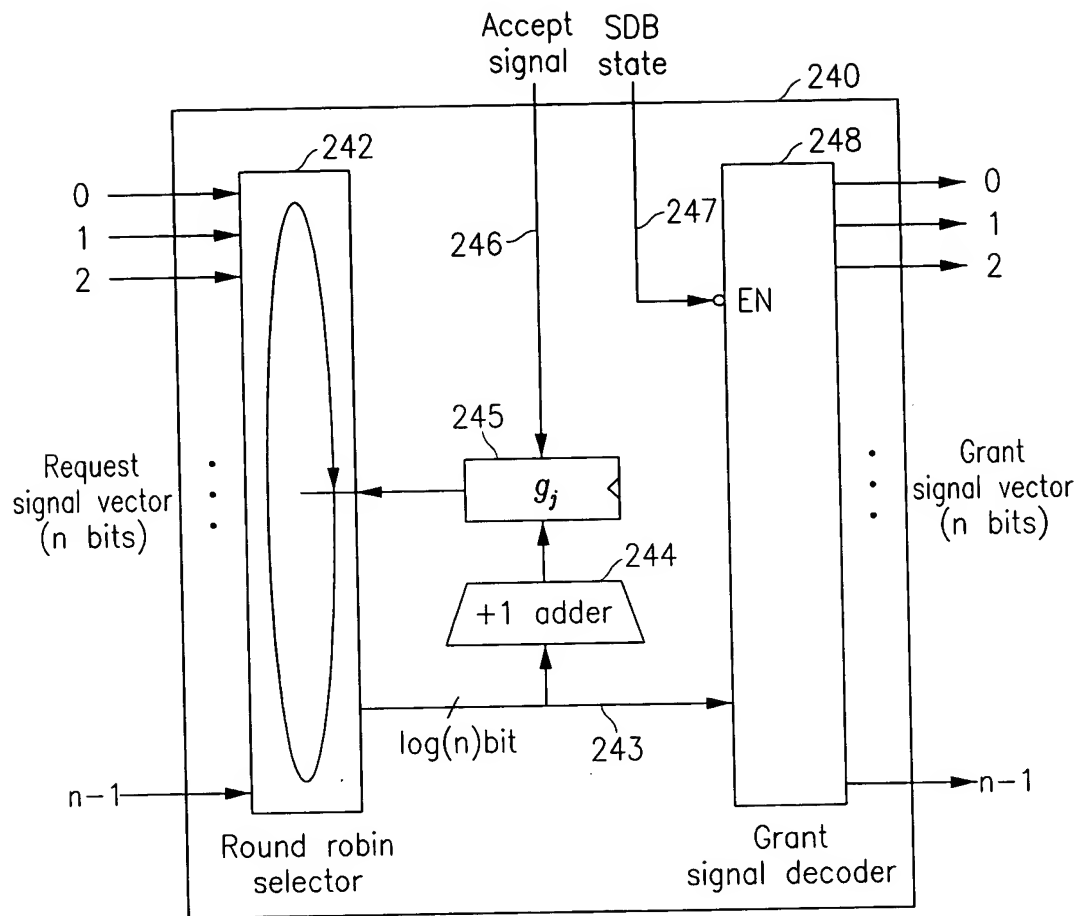 Accept signal
SDB state
240
242
248
0
1
2
246
247
EN
0
1
2
245
g_j
Request signal vector (n bits)
Grant signal vector (n bits)
244
+1 adder
log(n)bit
243
n-1
n-1
Round robin selector
Grant signal decoder